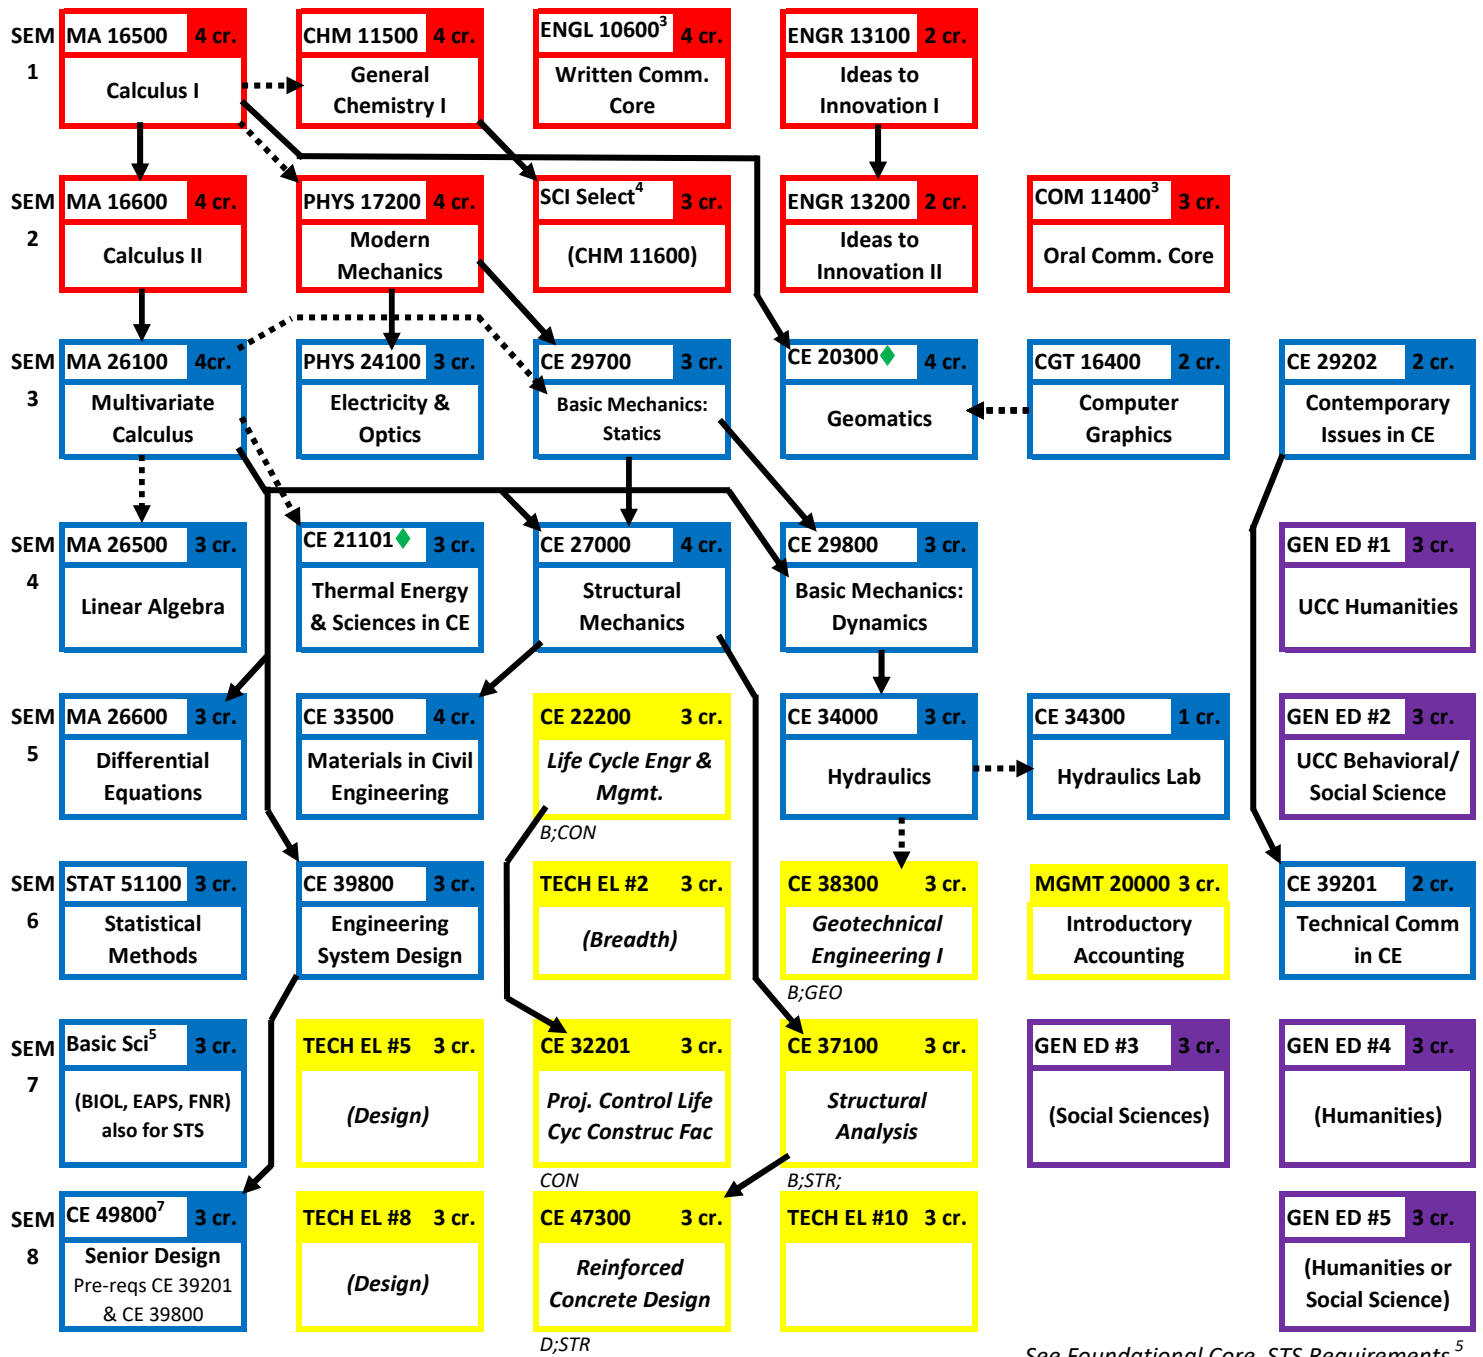 SEM 1
MA 16500 4 cr.
Calculus I
CHM 11500 4 cr.
General
Chemistry I
ENGL 10600³ 4 cr.
Written Comm.
Core
ENGR 13100 2 cr.
Ideas to
Innovation I
SEM 2
MA 16600 4 cr.
Calculus II
PHYS 17200 4 cr.
Modern
Mechanics
SCI Select⁴ 3 cr.
(CHM 11600)
ENGR 13200 2 cr.
Ideas to
Innovation II
COM 11400³ 3 cr.
Oral Comm. Core
SEM 3
MA 26100 4cr.
Multivariate
Calculus
PHYS 24100 3 cr.
Electricity &
Optics
CE 29700 3 cr.
Basic Mechanics:
Statics
CE 20300♦ 4 cr.
Geomatics
CGT 16400 2 cr.
Computer
Graphics
CE 29202 2 cr.
Contemporary
Issues in CE
SEM 4
MA 26500 3 cr.
Linear Algebra
CE 21101♦ 3 cr.
Thermal Energy
& Sciences in CE
CE 27000 4 cr.
Structural
Mechanics
CE 29800 3 cr.
Basic Mechanics:
Dynamics
GEN ED #1 3 cr.
UCC Humanities
SEM 5
MA 26600 3 cr.
Differential
Equations
CE 33500 4 cr.
Materials in Civil
Engineering
CE 22200 3 cr.
Life Cycle Engr &
Mgmt.
B;CON
CE 34000 3 cr.
Hydraulics
CE 34300 1 cr.
Hydraulics Lab
GEN ED #2 3 cr.
UCC Behavioral/
Social Science
SEM 6
STAT 51100 3 cr.
Statistical
Methods
CE 39800 3 cr.
Engineering
System Design
TECH EL #2 3 cr.
(Breadth)
CE 38300 3 cr.
Geotechnical
Engineering I
B;GEO
MGMT 20000 3 cr.
Introductory
Accounting
CE 39201 2 cr.
Technical Comm
in CE
SEM 7
Basic Sci⁵ 3 cr.
(BIOL, EAPS, FNR)
also for STS
TECH EL #5 3 cr.
(Design)
CE 32201 3 cr.
Proj. Control Life
Cyc Construc Fac
CON
CE 37100 3 cr.
Structural
Analysis
B;STR;
GEN ED #3 3 cr.
(Social Sciences)
GEN ED #4 3 cr.
(Humanities)
SEM 8
CE 49800⁷ 3 cr.
Senior Design
Pre-reqs CE 39201
& CE 39800
TECH EL #8 3 cr.
(Design)
CE 47300 3 cr.
Reinforced
Concrete Design
D;STR
TECH EL #10 3 cr.
GEN ED #5 3 cr.
(Humanities or
Social Science)
See Foundational Core, STS Requirements ⁵